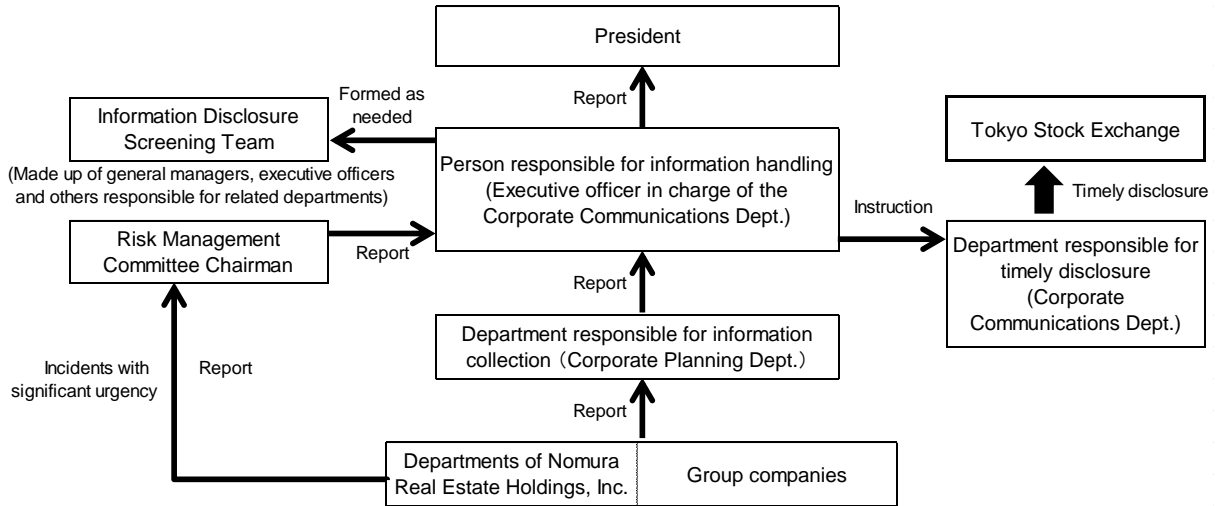 President
Report
Formed as
needed
Information Disclosure
Screening Team
(Made up of general managers, executive officers
and others responsible for related departments)
Person responsible for information handling
(Executive officer in charge of the
Corporate Communications Dept.)
Tokyo Stock Exchange
Timely disclosure
Instruction
Department responsible for
timely disclosure
(Corporate
Communications Dept.)
Risk Management
Committee Chairman
Report
Report
Department responsible for information
collection（Corporate Planning Dept.）
Incidents with
significant urgency
Report
Report
Departments of Nomura
Real Estate Holdings, Inc.
Group companies